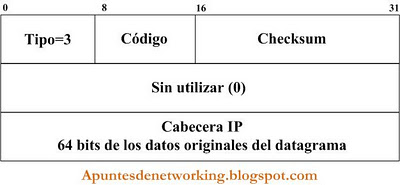 0 8 16 31
Tipo=3 Código Checksum
Sin utilizar (0)
Cabecera IP
64 bits de los datos originales del datagrama
Apuntesdenetworking.blogspot.com